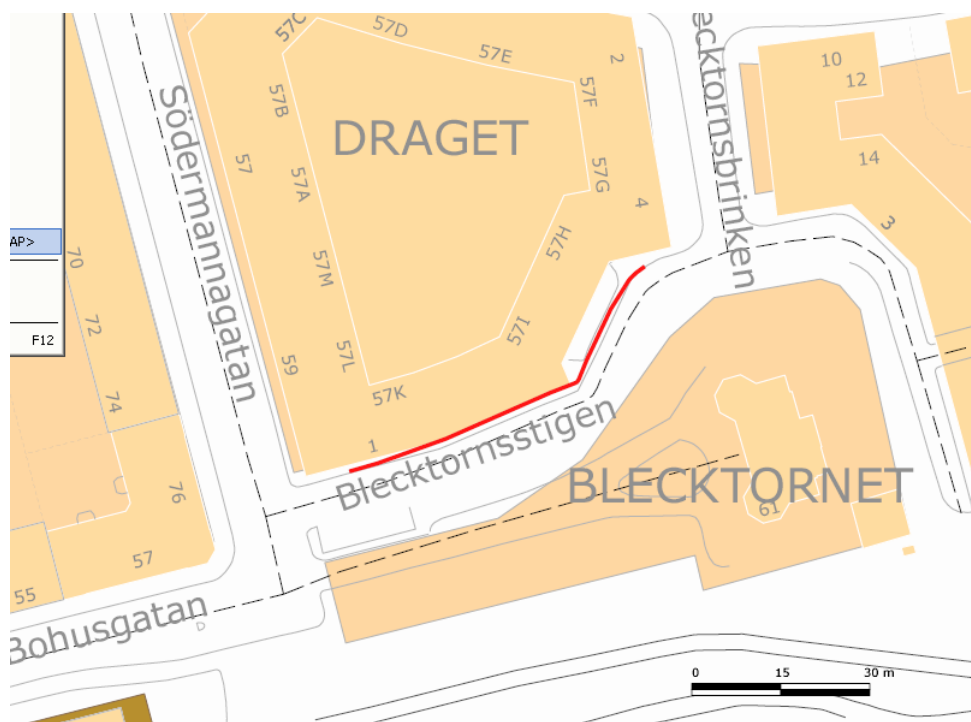 57C
57D
57E
2
57F
57B
DRAGET
10
12
14
57
57A
57G
4
3
Södermannagatan
ecktornsbrinken
AP>
70
57H
57M
F12
72
57I
59
57L
57K
74
1
Blecktornsstigen
BLECKTORNET
76
61
57
55
Bohusgatan
D
0 15 30 m